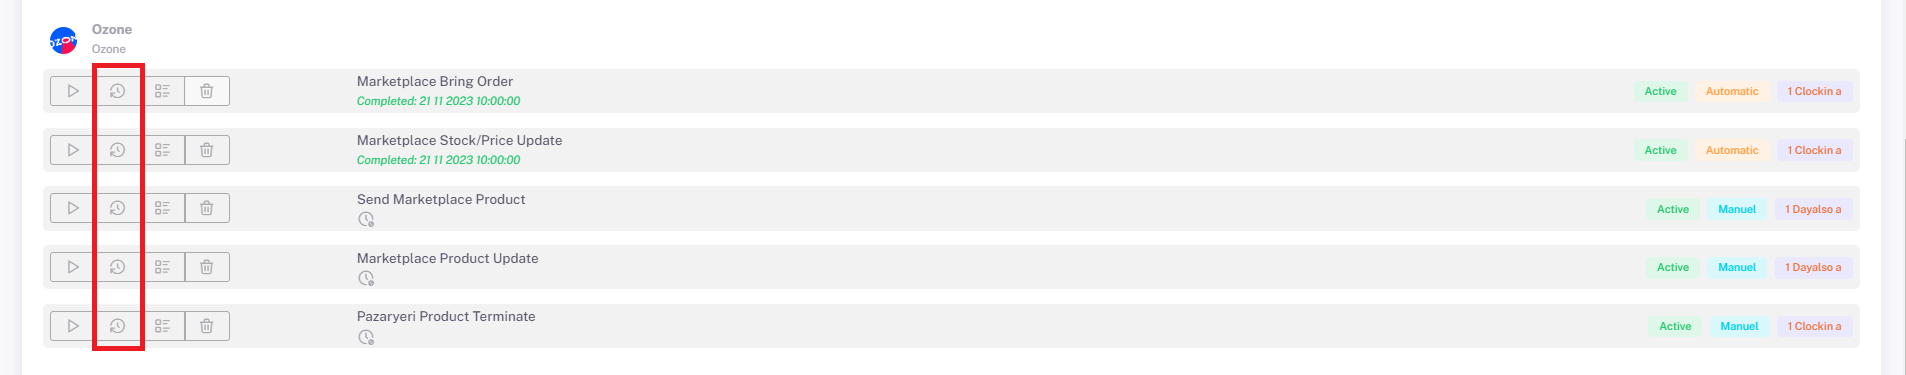 OZON
Ozone
Ozone
Marketplace Bring Order
Completed: 21 11 2023 10:00:00
Active Automatic 1 Clockin a
Marketplace Stock/Price Update
Completed: 21 11 2023 10:00:00
Active Automatic 1 Clockin a
Send Marketplace Product
Active Manuel 1 Dayalso a
Marketplace Product Update
Active Manuel 1 Dayalso a
Pazaryeri Product Terminate
Active Manuel 1 Clockin a